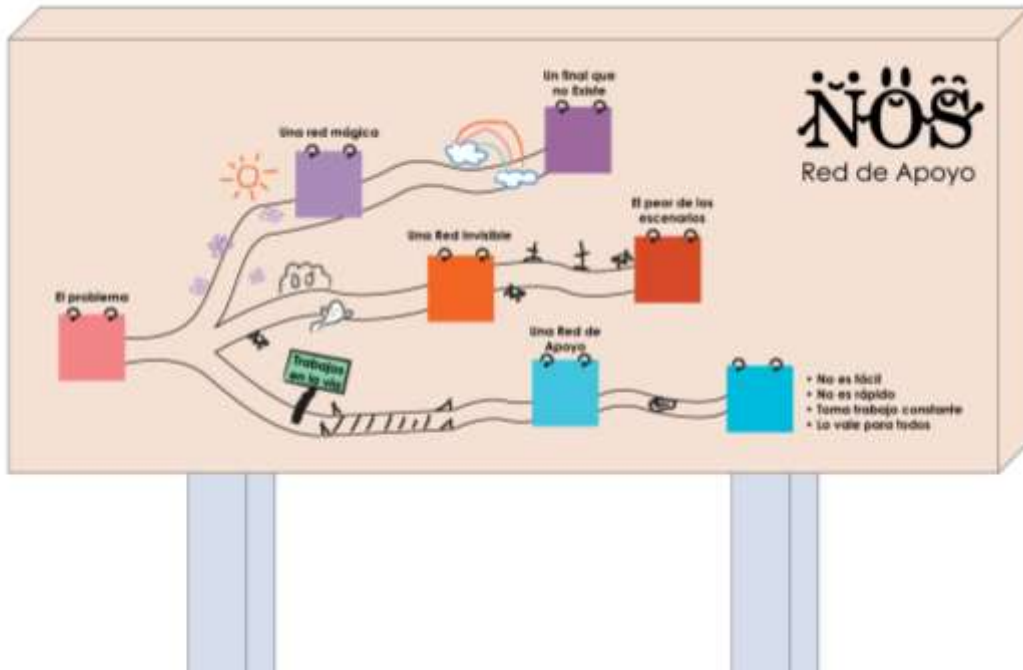 Un final que
no Existe
Una red mágica
NOS
Red de Apoyo
El peor de los
escenarios
Una Red Invisible
El problema
Una Red de
Apoyo
Trabajos
en la vía
• No es fácil
• No es rápido
• Toma trabajo constante
• Lo vale para todos